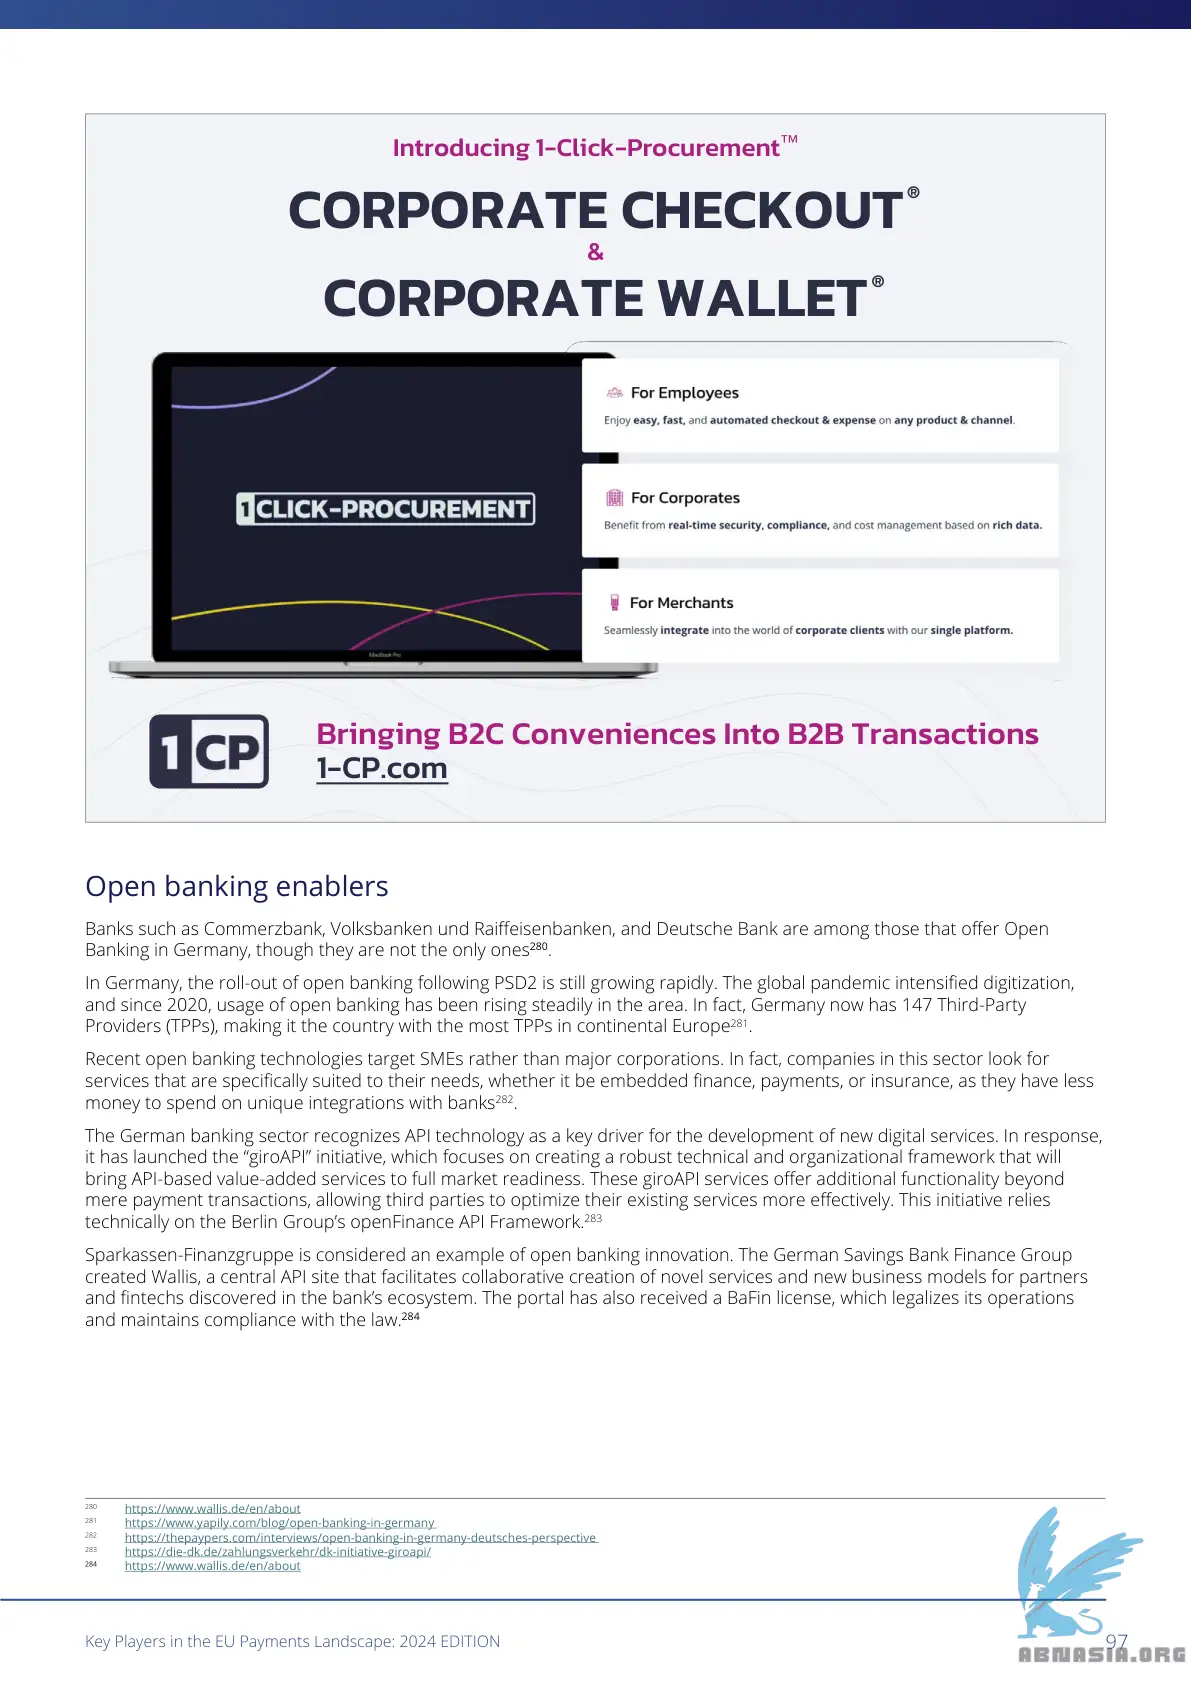 Introducing 1-Click-Procurement™
CORPORATE CHECKOUT®
&
CORPORATE WALLET®
For Employees
Enjoy easy, fast, and automated checkout & expense on any product & channel.
1CLICK-PROCUREMENT
For Corporates
Benefit from real-time security, compliance, and cost management based on rich data.
For Merchants
Seamlessly integrate into the world of corporate clients with our single platform.
MacBook Pro
1CP
Bringing B2C Conveniences Into B2B Transactions
1-CP.com
Open banking enablers
Banks such as Commerzbank, Volksbanken und Raiffeisenbanken, and Deutsche Bank are among those that offer Open
Banking in Germany, though they are not the only ones280.
In Germany, the roll-out of open banking following PSD2 is still growing rapidly. The global pandemic intensified digitization,
and since 2020, usage of open banking has been rising steadily in the area. In fact, Germany now has 147 Third-Party
Providers (TPPs), making it the country with the most TPPs in continental Europe281.
Recent open banking technologies target SMEs rather than major corporations. In fact, companies in this sector look for
services that are specifically suited to their needs, whether it be embedded finance, payments, or insurance, as they have less
money to spend on unique integrations with banks282.
The German banking sector recognizes API technology as a key driver for the development of new digital services. In response,
it has launched the “giroAPI” initiative, which focuses on creating a robust technical and organizational framework that will
bring API-based value-added services to full market readiness. These giroAPI services offer additional functionality beyond
mere payment transactions, allowing third parties to optimize their existing services more effectively. This initiative relies
technically on the Berlin Group’s openFinance API Framework.283
Sparkassen-Finanzgruppe is considered an example of open banking innovation. The German Savings Bank Finance Group
created Wallis, a central API site that facilitates collaborative creation of novel services and new business models for partners
and fintechs discovered in the bank’s ecosystem. The portal has also received a BaFin license, which legalizes its operations
and maintains compliance with the law.284
280 https://www.wallis.de/en/about
281 https://www.yapily.com/blog/open-banking-in-germany
282 https://thepaypers.com/interviews/open-banking-in-germany-deutsches-perspective
283 https://die-dk.de/zahlungsverkehr/dk-initiative-giroapi/
284 https://www.wallis.de/en/about
Key Players in the EU Payments Landscape: 2024 EDITION
97
ABNASIA.ORG